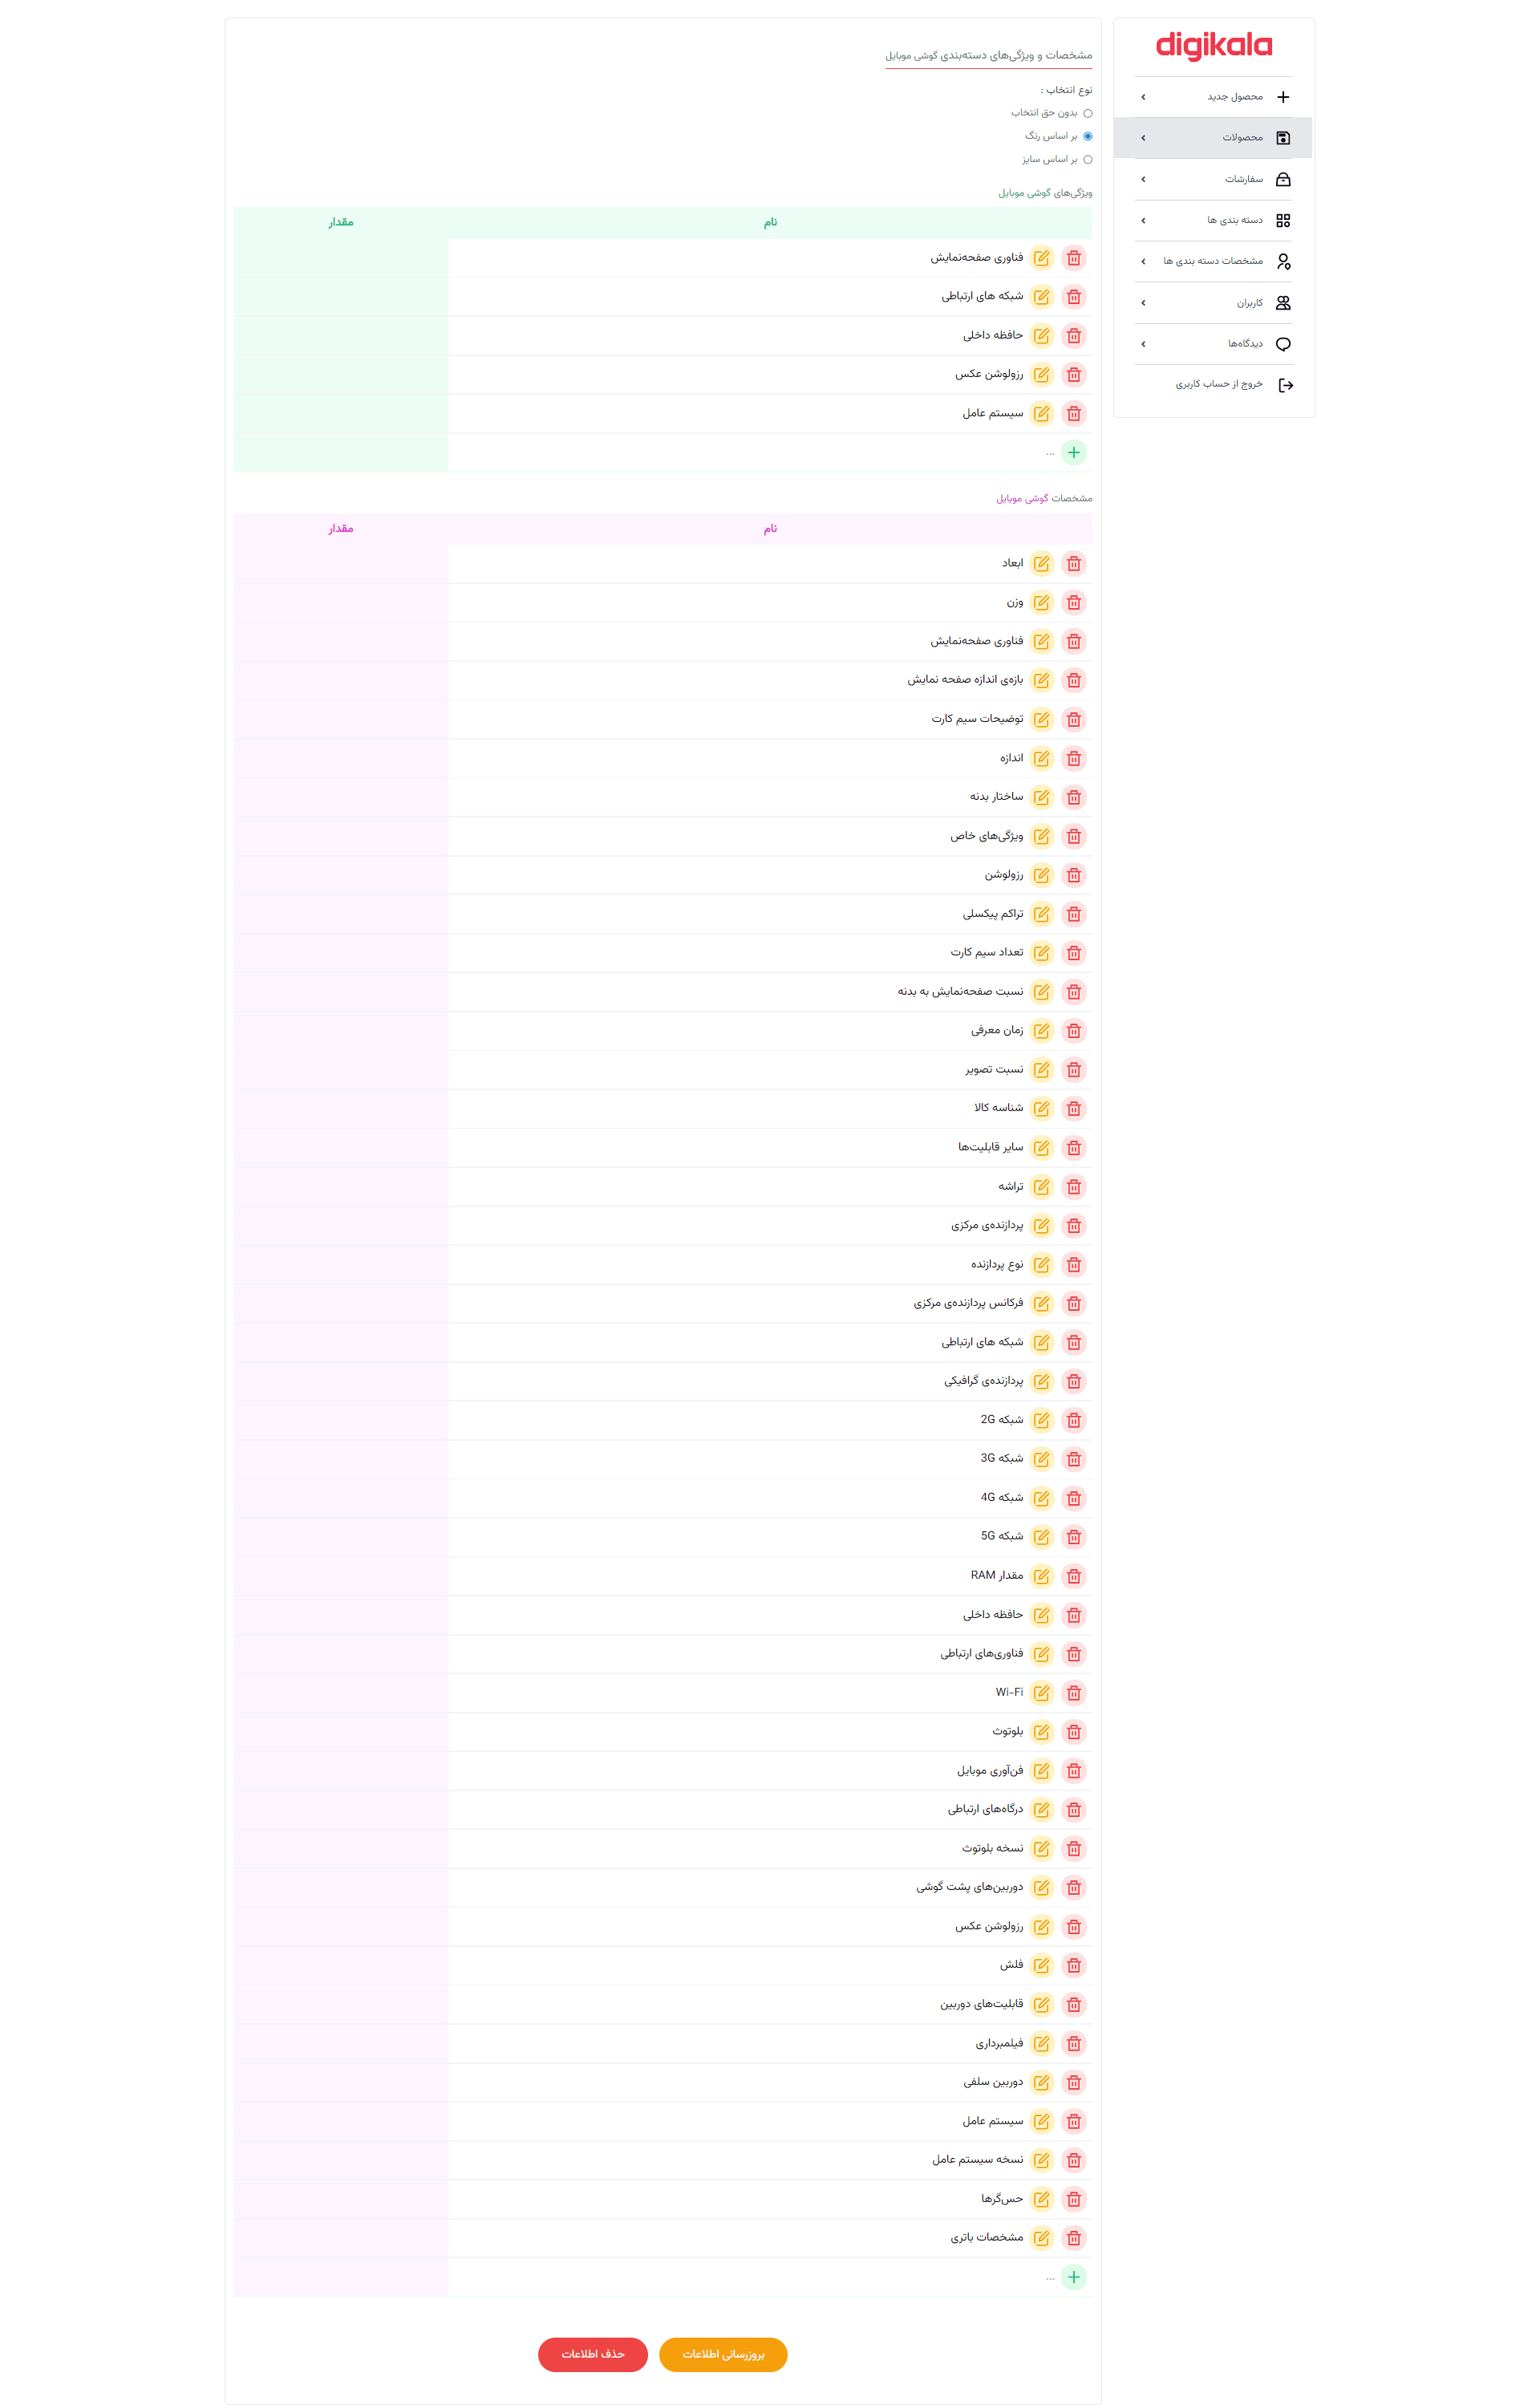 digikala
محصول جدید
محصولات
سفارشات
دسته بندی ها
مشخصات دسته بندی ها
کاربران
دیدگاه‌ها
خروج از حساب کاربری
مشخصات و ویژگی‌های دسته‌بندی گوشی موبایل
نوع انتخاب :
بدون حق انتخاب
بر اساس رنگ
بر اساس سایز
ویژگی‌های گوشی موبایل
نام مقدار
فناوری صفحه‌نمایش
شبکه های ارتباطی
حافظه داخلی
رزولوشن عکس
سیستم عامل
...
مشخصات گوشی موبایل
نام مقدار
ابعاد
وزن
فناوری صفحه‌نمایش
بازه‌ی اندازه صفحه نمایش
توضیحات سیم کارت
اندازه
ساختار بدنه
ویژگی‌های خاص
رزولوشن
تراکم پیکسلی
تعداد سیم کارت
نسبت صفحه‌نمایش به بدنه
زمان معرفی
نسبت تصویر
شناسه کالا
سایر قابلیت‌ها
تراشه
پردازنده‌ی مرکزی
نوع پردازنده
فرکانس پردازنده‌ی مرکزی
شبکه های ارتباطی
پردازنده‌ی گرافیکی
شبکه 2G
شبکه 3G
شبکه 4G
شبکه 5G
مقدار RAM
حافظه داخلی
فناوری‌های ارتباطی
Wi-Fi
بلوتوث
فن‌آوری موبایل
درگاه‌های ارتباطی
نسخه بلوتوث
دوربین‌های پشت گوشی
رزولوشن عکس
فلش
قابلیت‌های دوربین
فیلمبرداری
دوربین سلفی
سیستم عامل
نسخه سیستم عامل
حس‌گرها
مشخصات باتری
...
بروزرسانی اطلاعات
حذف اطلاعات